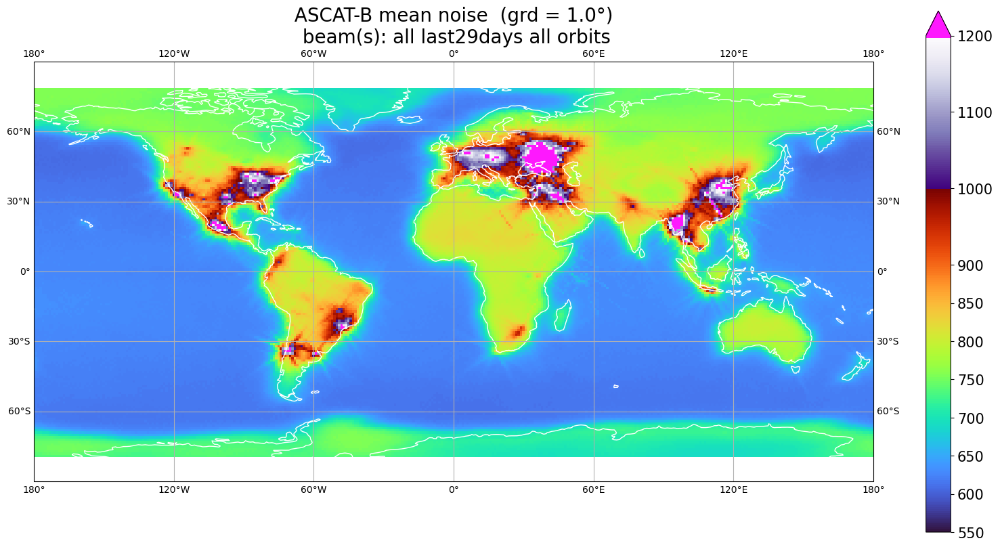 ASCAT-B mean noise (grd = 1.0°)
beam(s): all last29days all orbits
180° 120°W 60°W 0° 60°E 120°E 180°
60°N 60°N
30°N 30°N
0° 0°
30°S 30°S
60°S 60°S
180° 120°W 60°W 0° 60°E 120°E 180°
1200
1100
1000
900
850
800
750
700
650
600
550